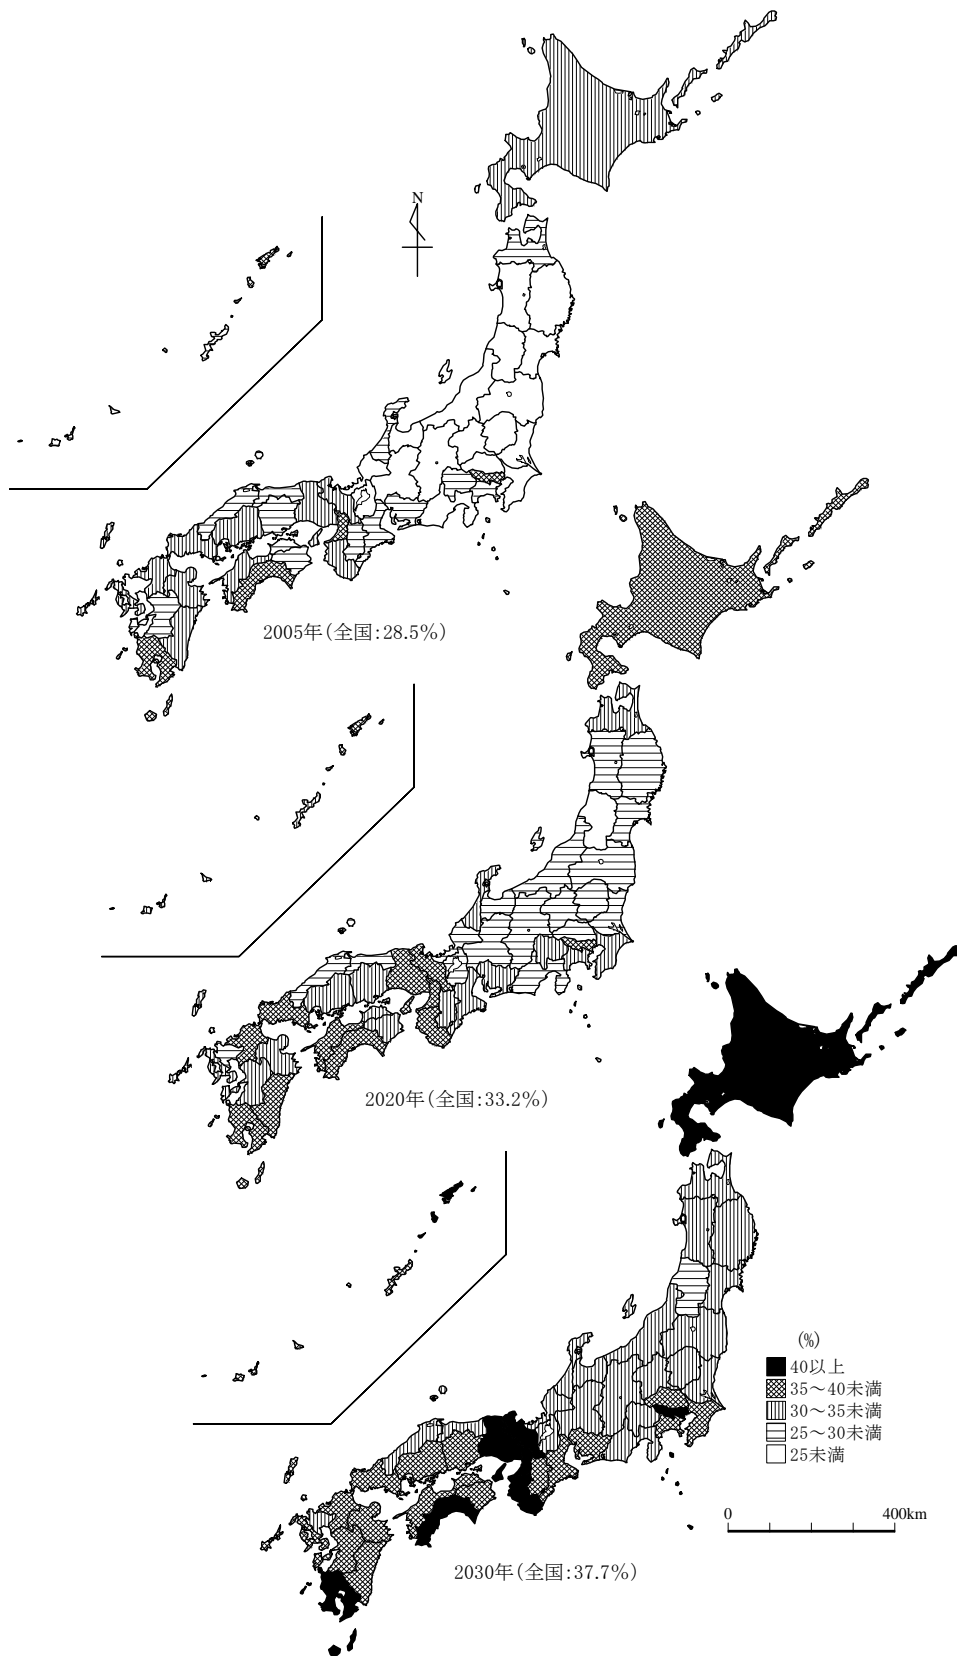 N
2005年(全国:28.5%)
2020年(全国:33.2%)
(%)
40以上
35～40未満
30～35未満
25～30未満
25未満
0 400km
2030年(全国:37.7%)